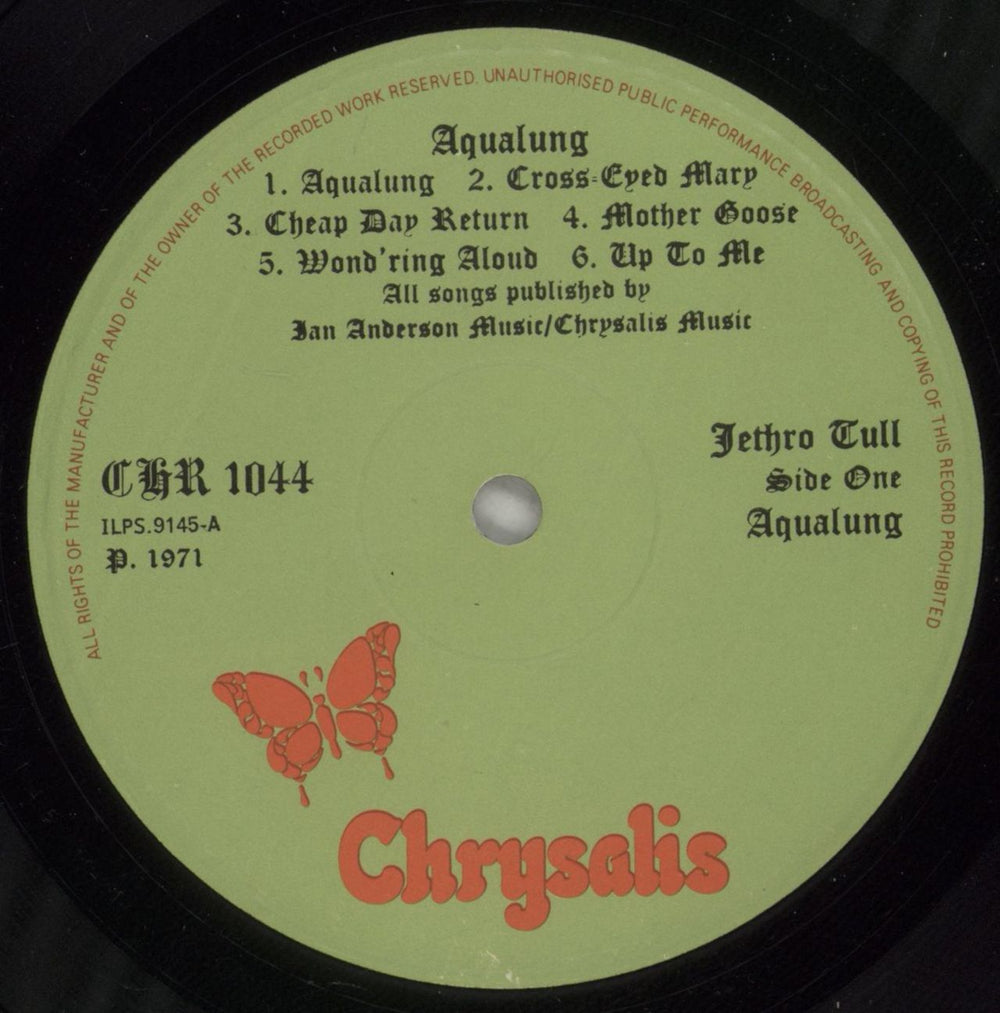 ALL RIGHTS OF THE MANUFACTURER AND OF THE OWNER OF THE RECORDED WORK RESERVED. UNAUTHORISED PUBLIC PERFORMANCE BROADCASTING AND COPYING OF THIS RECORD PROHIBITED
Aqualung
1. Aqualung 2. Cross-Eyed Mary
3. Cheap Day Return 4. Mother Goose
5. Wond'ring Aloud 6. Up To Me
All songs published by
Ian Anderson Music/Chrysalis Music
CHR 1044
ILPS.9145-A
P. 1971
Jethro Tull
Side One
Aqualung
Chrysalis